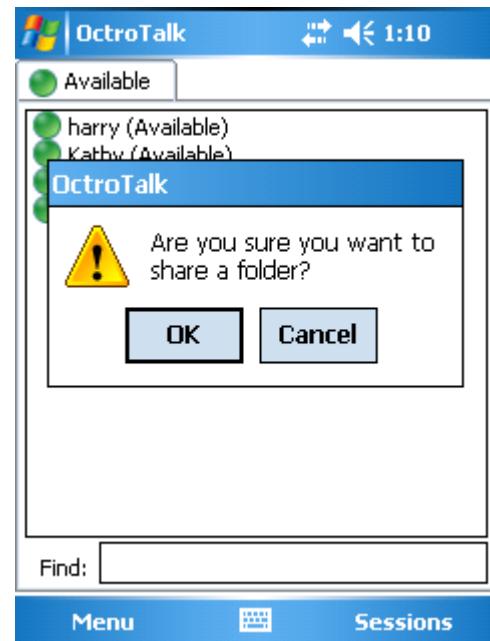 OctroTalk 1:10
Available
harry (Available)
Kathy (Available)
OctroTalk
Are you sure you want to
share a folder?
OK Cancel
Find:
Menu Sessions